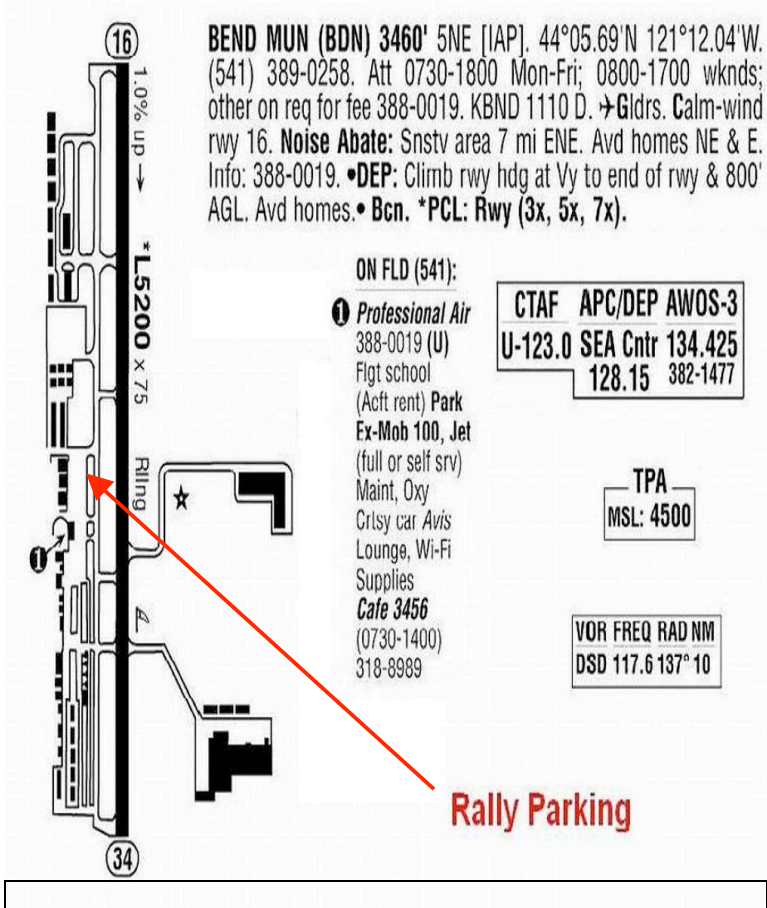 16
BEND MUN (BDN) 3460' 5NE [IAP]. 44°05.69'N 121°12.04'W.
(541) 389-0258. Att 0730-1800 Mon-Fri; 0800-1700 wknds;
other on req for fee 388-0019. KBND 1110 D. ✈Gldrs. Calm-wind
rwy 16. Noise Abate: Snstv area 7 mi ENE. Avd homes NE & E.
Info: 388-0019. •DEP: Climb rwy hdg at Vy to end of rwy & 800'
AGL. Avd homes.• Bcn. *PCL: Rwy (3x, 5x, 7x).
1.0% up → *L5200 x 75 Rllng
ON FLD (541):
1 Professional Air
388-0019 (U)
Flgt school
(Acft rent) Park
Ex-Mob 100, Jet
(full or self srv)
Maint, Oxy
Crtsy car Avis
Lounge, Wi-Fi
Supplies
Cafe 3456
(0730-1400)
318-8989
CTAF APC/DEP AWOS-3
U-123.0 SEA Cntr 134.425
128.15 382-1477
TPA
MSL: 4500
VOR FREQ RAD NM
DSD 117.6 137° 10
1
Rally Parking
34